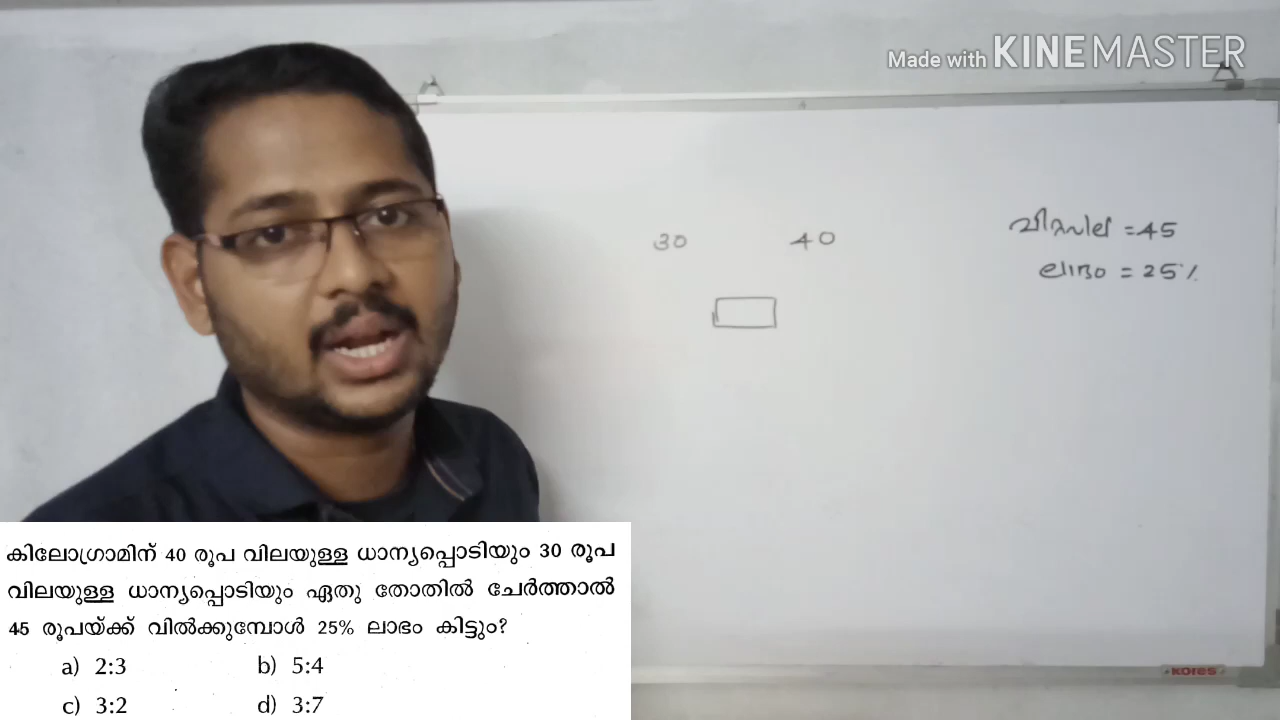 Made with KINEMASTER
30 40
വിറ്റവില = 45
ലാഭം = 25%
KORES
കിലോഗ്രാമിന് 40 രൂപ വിലയുള്ള ധാന്യപ്പൊടിയും 30 രൂപ
വിലയുള്ള ധാന്യപ്പൊടിയും ഏതു തോതിൽ ചേർത്താൽ
45 രൂപയ്ക്ക് വിൽക്കുമ്പോൾ 25% ലാഭം കിട്ടും?
a) 2:3 b) 5:4
c) 3:2 d) 3:7